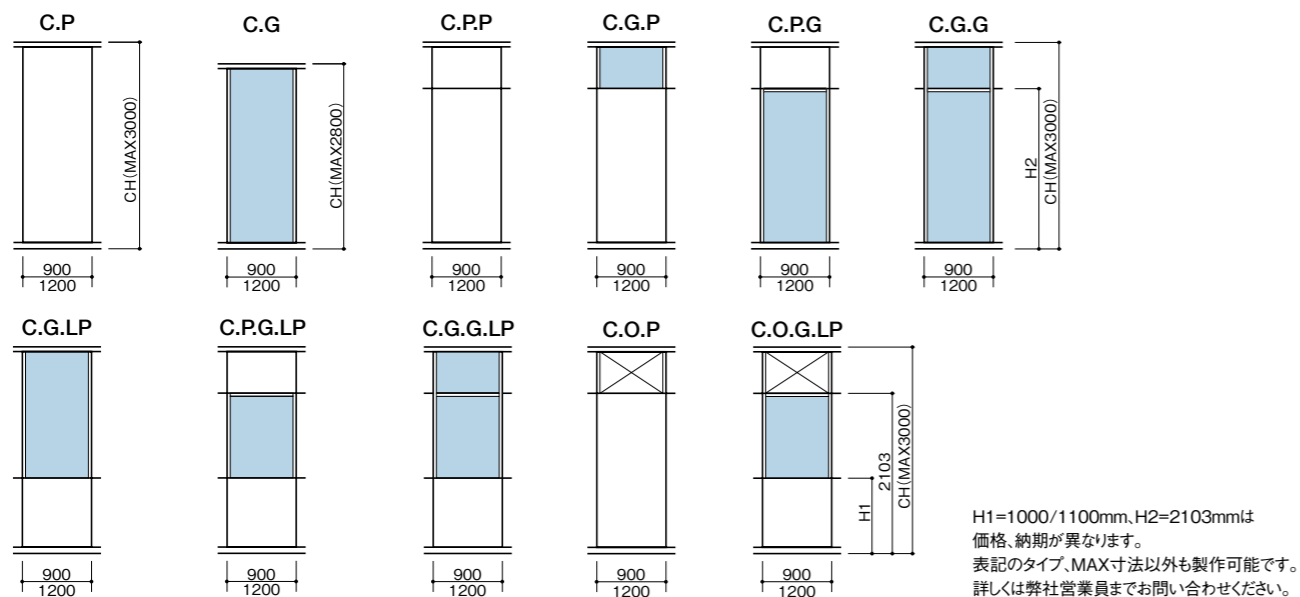 C.P
C.G
C.P.P
C.G.P
C.P.G
C.G.G
CH(MAX3000)
CH(MAX2800)
H2
CH(MAX3000)
900
1200
900
1200
900
1200
900
1200
900
1200
900
1200
C.G.LP
C.P.G.LP
C.G.G.LP
C.O.P
C.O.G.LP
H1
2103
CH(MAX3000)
900
1200
900
1200
900
1200
900
1200
900
1200
H1=1000/1100mm、H2=2103mmは
価格、納期が異なります。
表記のタイプ、MAX寸法以外も製作可能です。
詳しくは弊社営業員までお問い合わせください。